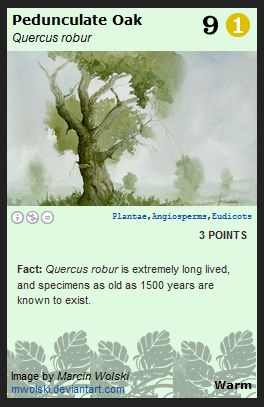 Pedunculate Oak 9 1
Quercus robur
Plantae,Angiosperms,Eudicots
3 POINTS
Fact: Quercus robur is extremely long lived,
and specimens as old as 1500 years are
known to exist.
Image by Marcin Wolski
mwolski.deviantart.com
Warm